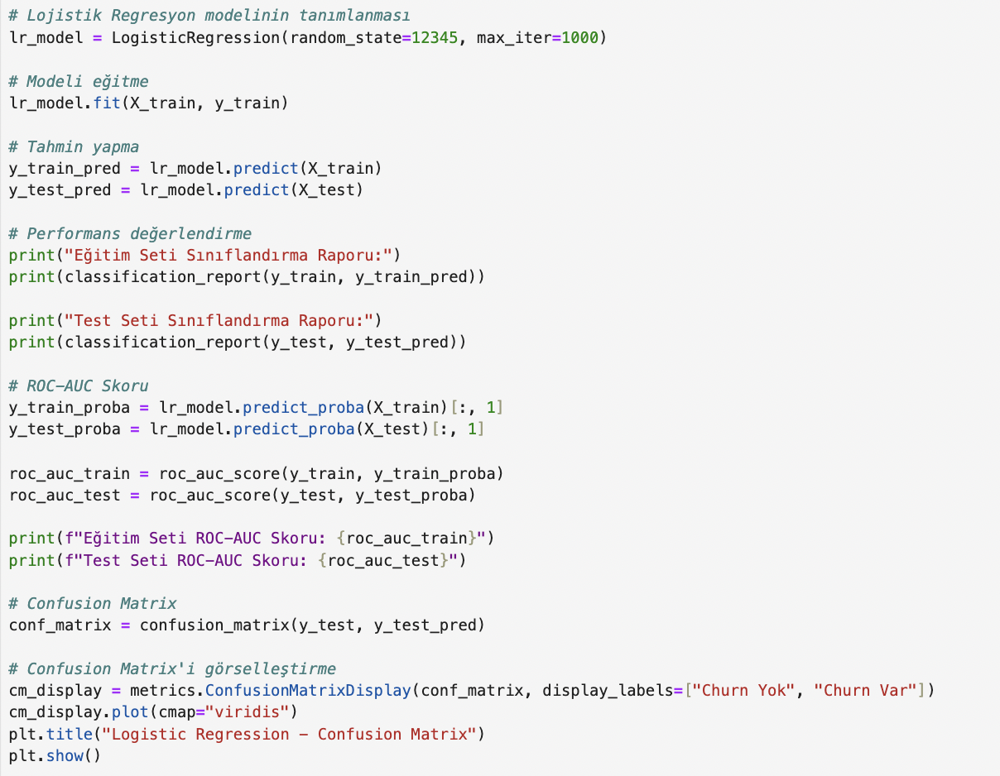 # Lojistik Regresyon modelinin tanımlanması
lr_model = LogisticRegression(random_state=12345, max_iter=1000)
# Modeli eğitme
lr_model.fit(X_train, y_train)
# Tahmin yapma
y_train_pred = lr_model.predict(X_train)
y_test_pred = lr_model.predict(X_test)
# Performans değerlendirme
print("Eğitim Seti Sınıflandırma Raporu:")
print(classification_report(y_train, y_train_pred))
print("Test Seti Sınıflandırma Raporu:")
print(classification_report(y_test, y_test_pred))
# ROC-AUC Skoru
y_train_proba = lr_model.predict_proba(X_train)[:, 1]
y_test_proba = lr_model.predict_proba(X_test)[:, 1]
roc_auc_train = roc_auc_score(y_train, y_train_proba)
roc_auc_test = roc_auc_score(y_test, y_test_proba)
print(f"Eğitim Seti ROC-AUC Skoru: {roc_auc_train}")
print(f"Test Seti ROC-AUC Skoru: {roc_auc_test}")
# Confusion Matrix
conf_matrix = confusion_matrix(y_test, y_test_pred)
# Confusion Matrix'i görselleştirme
cm_display = metrics.ConfusionMatrixDisplay(conf_matrix, display_labels=["Churn Yok", "Churn Var"])
cm_display.plot(cmap="viridis")
plt.title("Logistic Regression - Confusion Matrix")
plt.show()